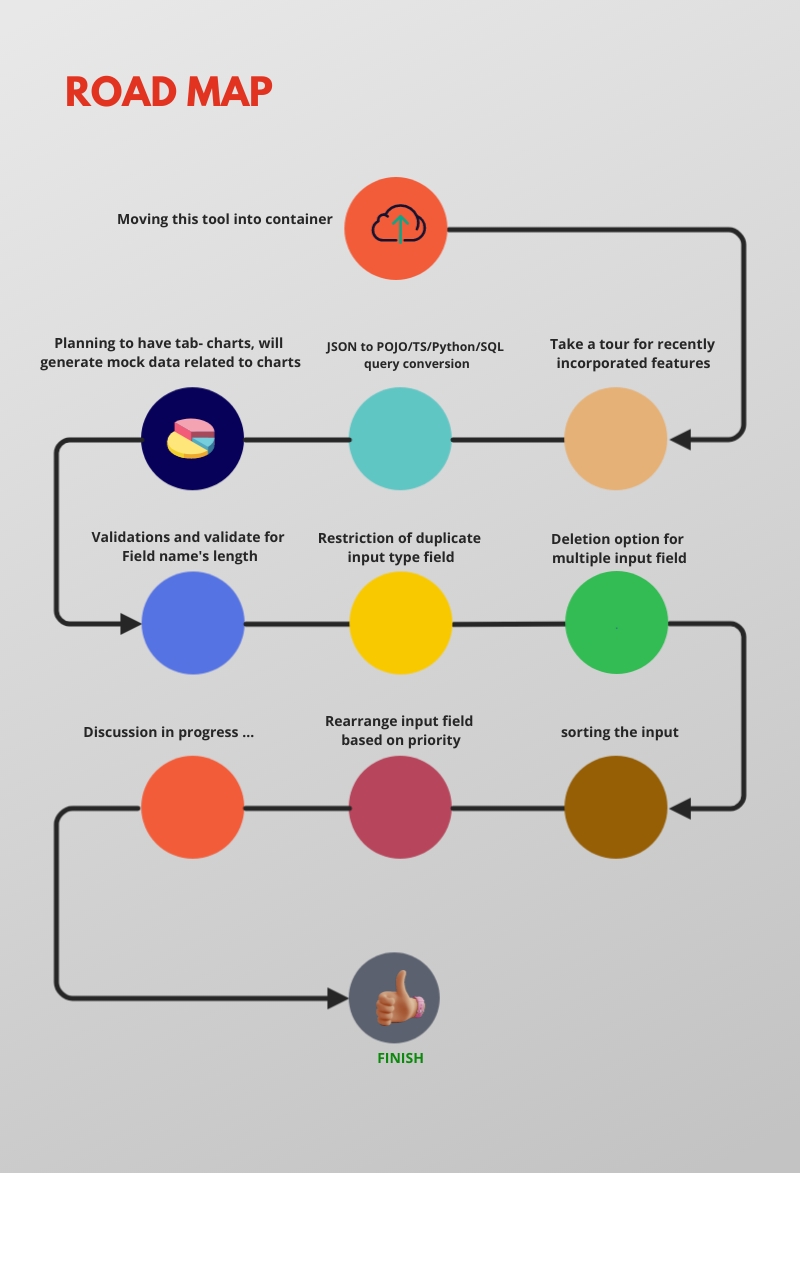 ROAD MAP
Moving this tool into container
Planning to have tab- charts, will
generate mock data related to charts
JSON to POJO/TS/Python/SQL
query conversion
Take a tour for recently
incorporated features
Validations and validate for
Field name's length
Restriction of duplicate
input type field
Deletion option for
multiple input field
Discussion in progress ...
Rearrange input field
based on priority
sorting the input
FINISH